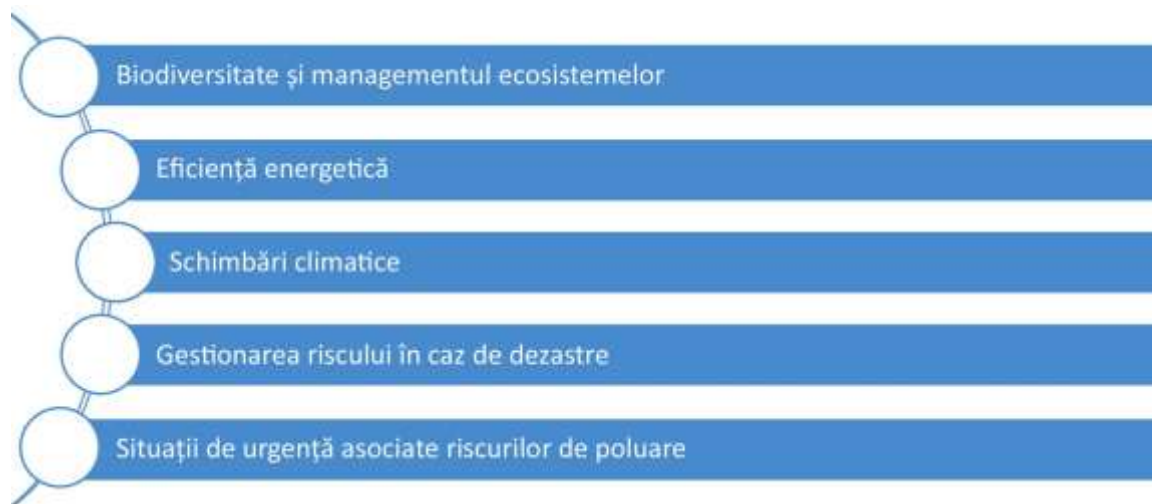 Biodiversitate și managementul ecosistemelor
Eficiență energetică
Schimbări climatice
Gestionarea riscului în caz de dezastre
Situații de urgență asociate riscurilor de poluare